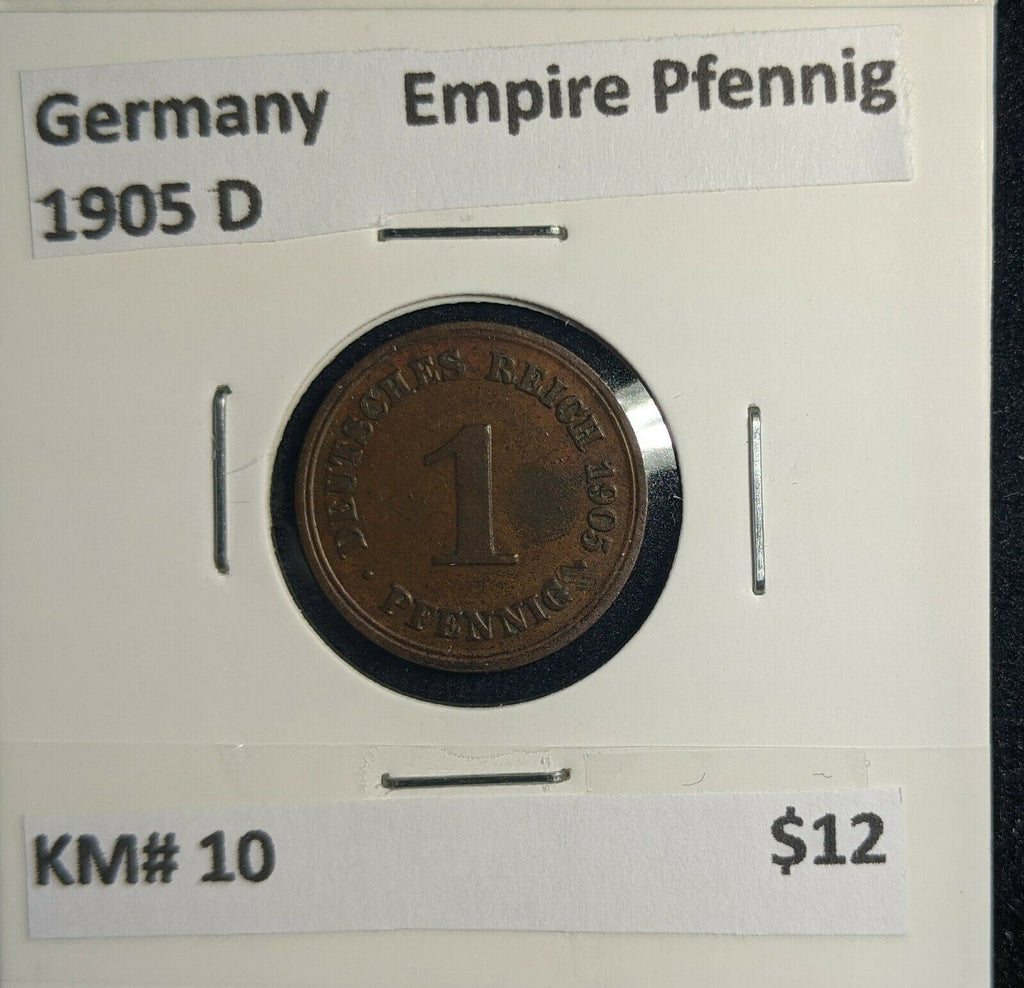 Germany Empire Pfennig
1905 D
DEUTSCHES REICH 1905
1
PFENNIG
KM# 10
$12